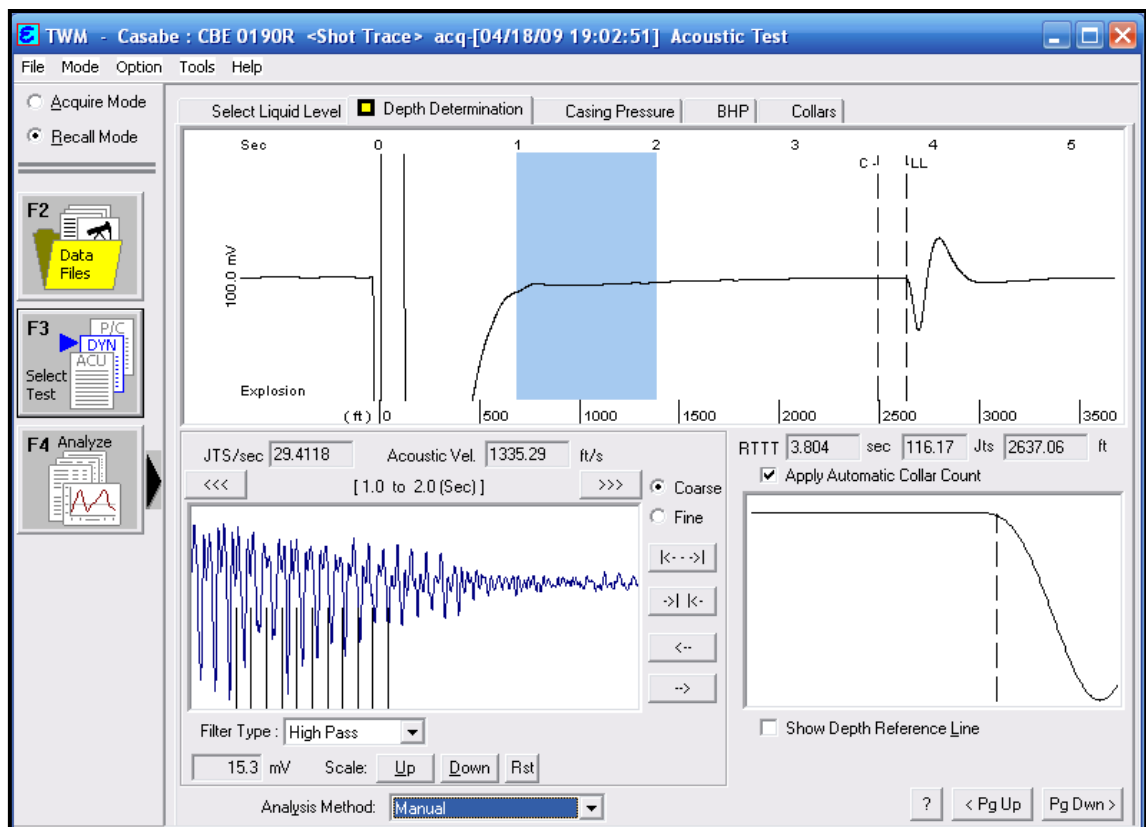 TWM - Casabe : CBE 0190R <Shot Trace> acq-[04/18/09 19:02:51] Acoustic Test
File Mode Option Tools Help
Acquire Mode
Recall Mode
F2
Data
Files
F3
P/C
DYN
ACU
Select
Test
F4 Analyze
Select Liquid Level Depth Determination Casing Pressure BHP Collars
Sec 0 1 2 3 4 5
C LL
100.0 mV
Explosion
(ft) 0 500 1000 1500 2000 2500 3000 3500
JTS/sec 29.4118 Acoustic Vel. 1335.29 ft/s
<<< [ 1.0 to 2.0 (Sec) ] >>>
Coarse
Fine
|<--->|
->| |<-
<--
-->
Filter Type : High Pass
15.3 mV Scale: Up Down Rst
Analysis Method: Manual
RTTT 3.804 sec 116.17 Jts 2637.06 ft
Apply Automatic Collar Count
Show Depth Reference Line
? < Pg Up Pg Dwn >